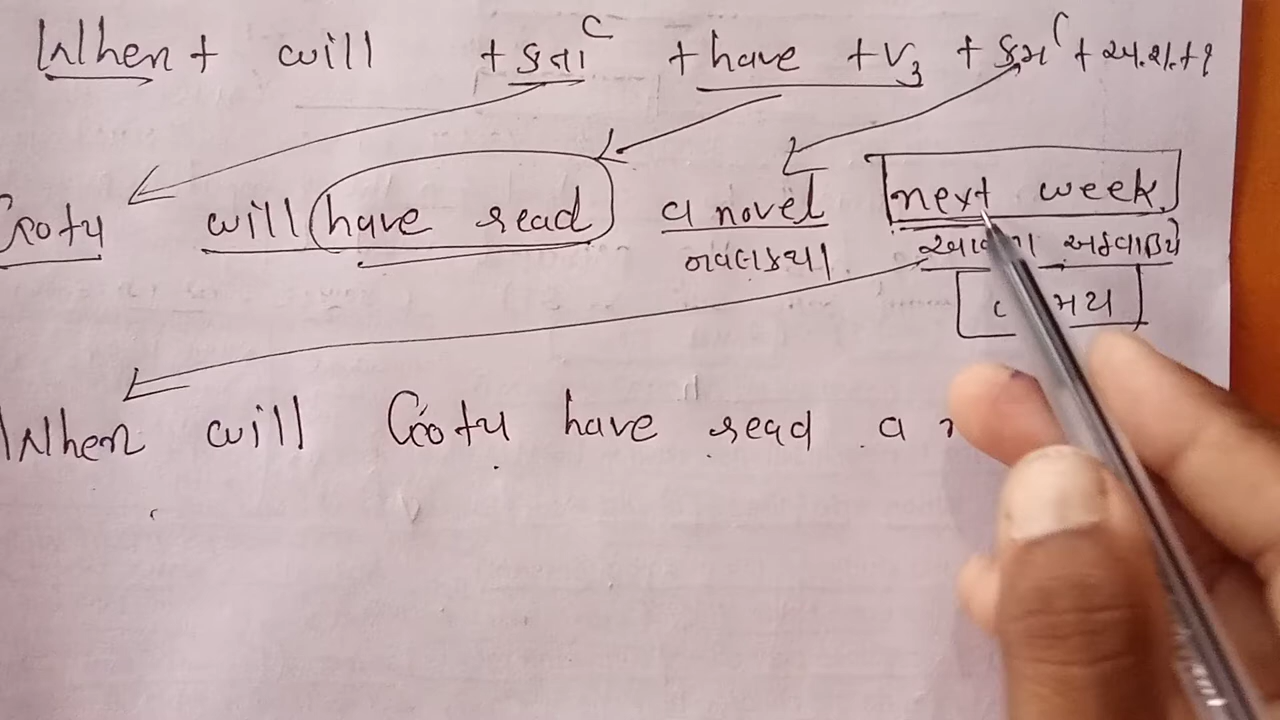 When + will + કર્તા + have + V3 + કર્મ + અ.શ.+?
Gotu will have read a novel next week.
નવલકથા
સમય
When will Gotu have read a